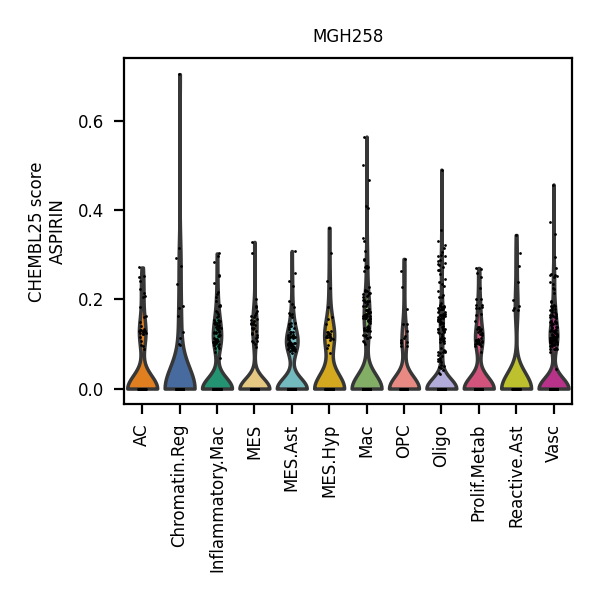 MGH258
CHEMBL25 score
ASPIRIN
0.6
0.4
0.2
0.0
AC
Chromatin.Reg
Inflammatory.Mac
MES
MES.Ast
MES.Hyp
Mac
OPC
Oligo
Prolif.Metab
Reactive.Ast
Vasc